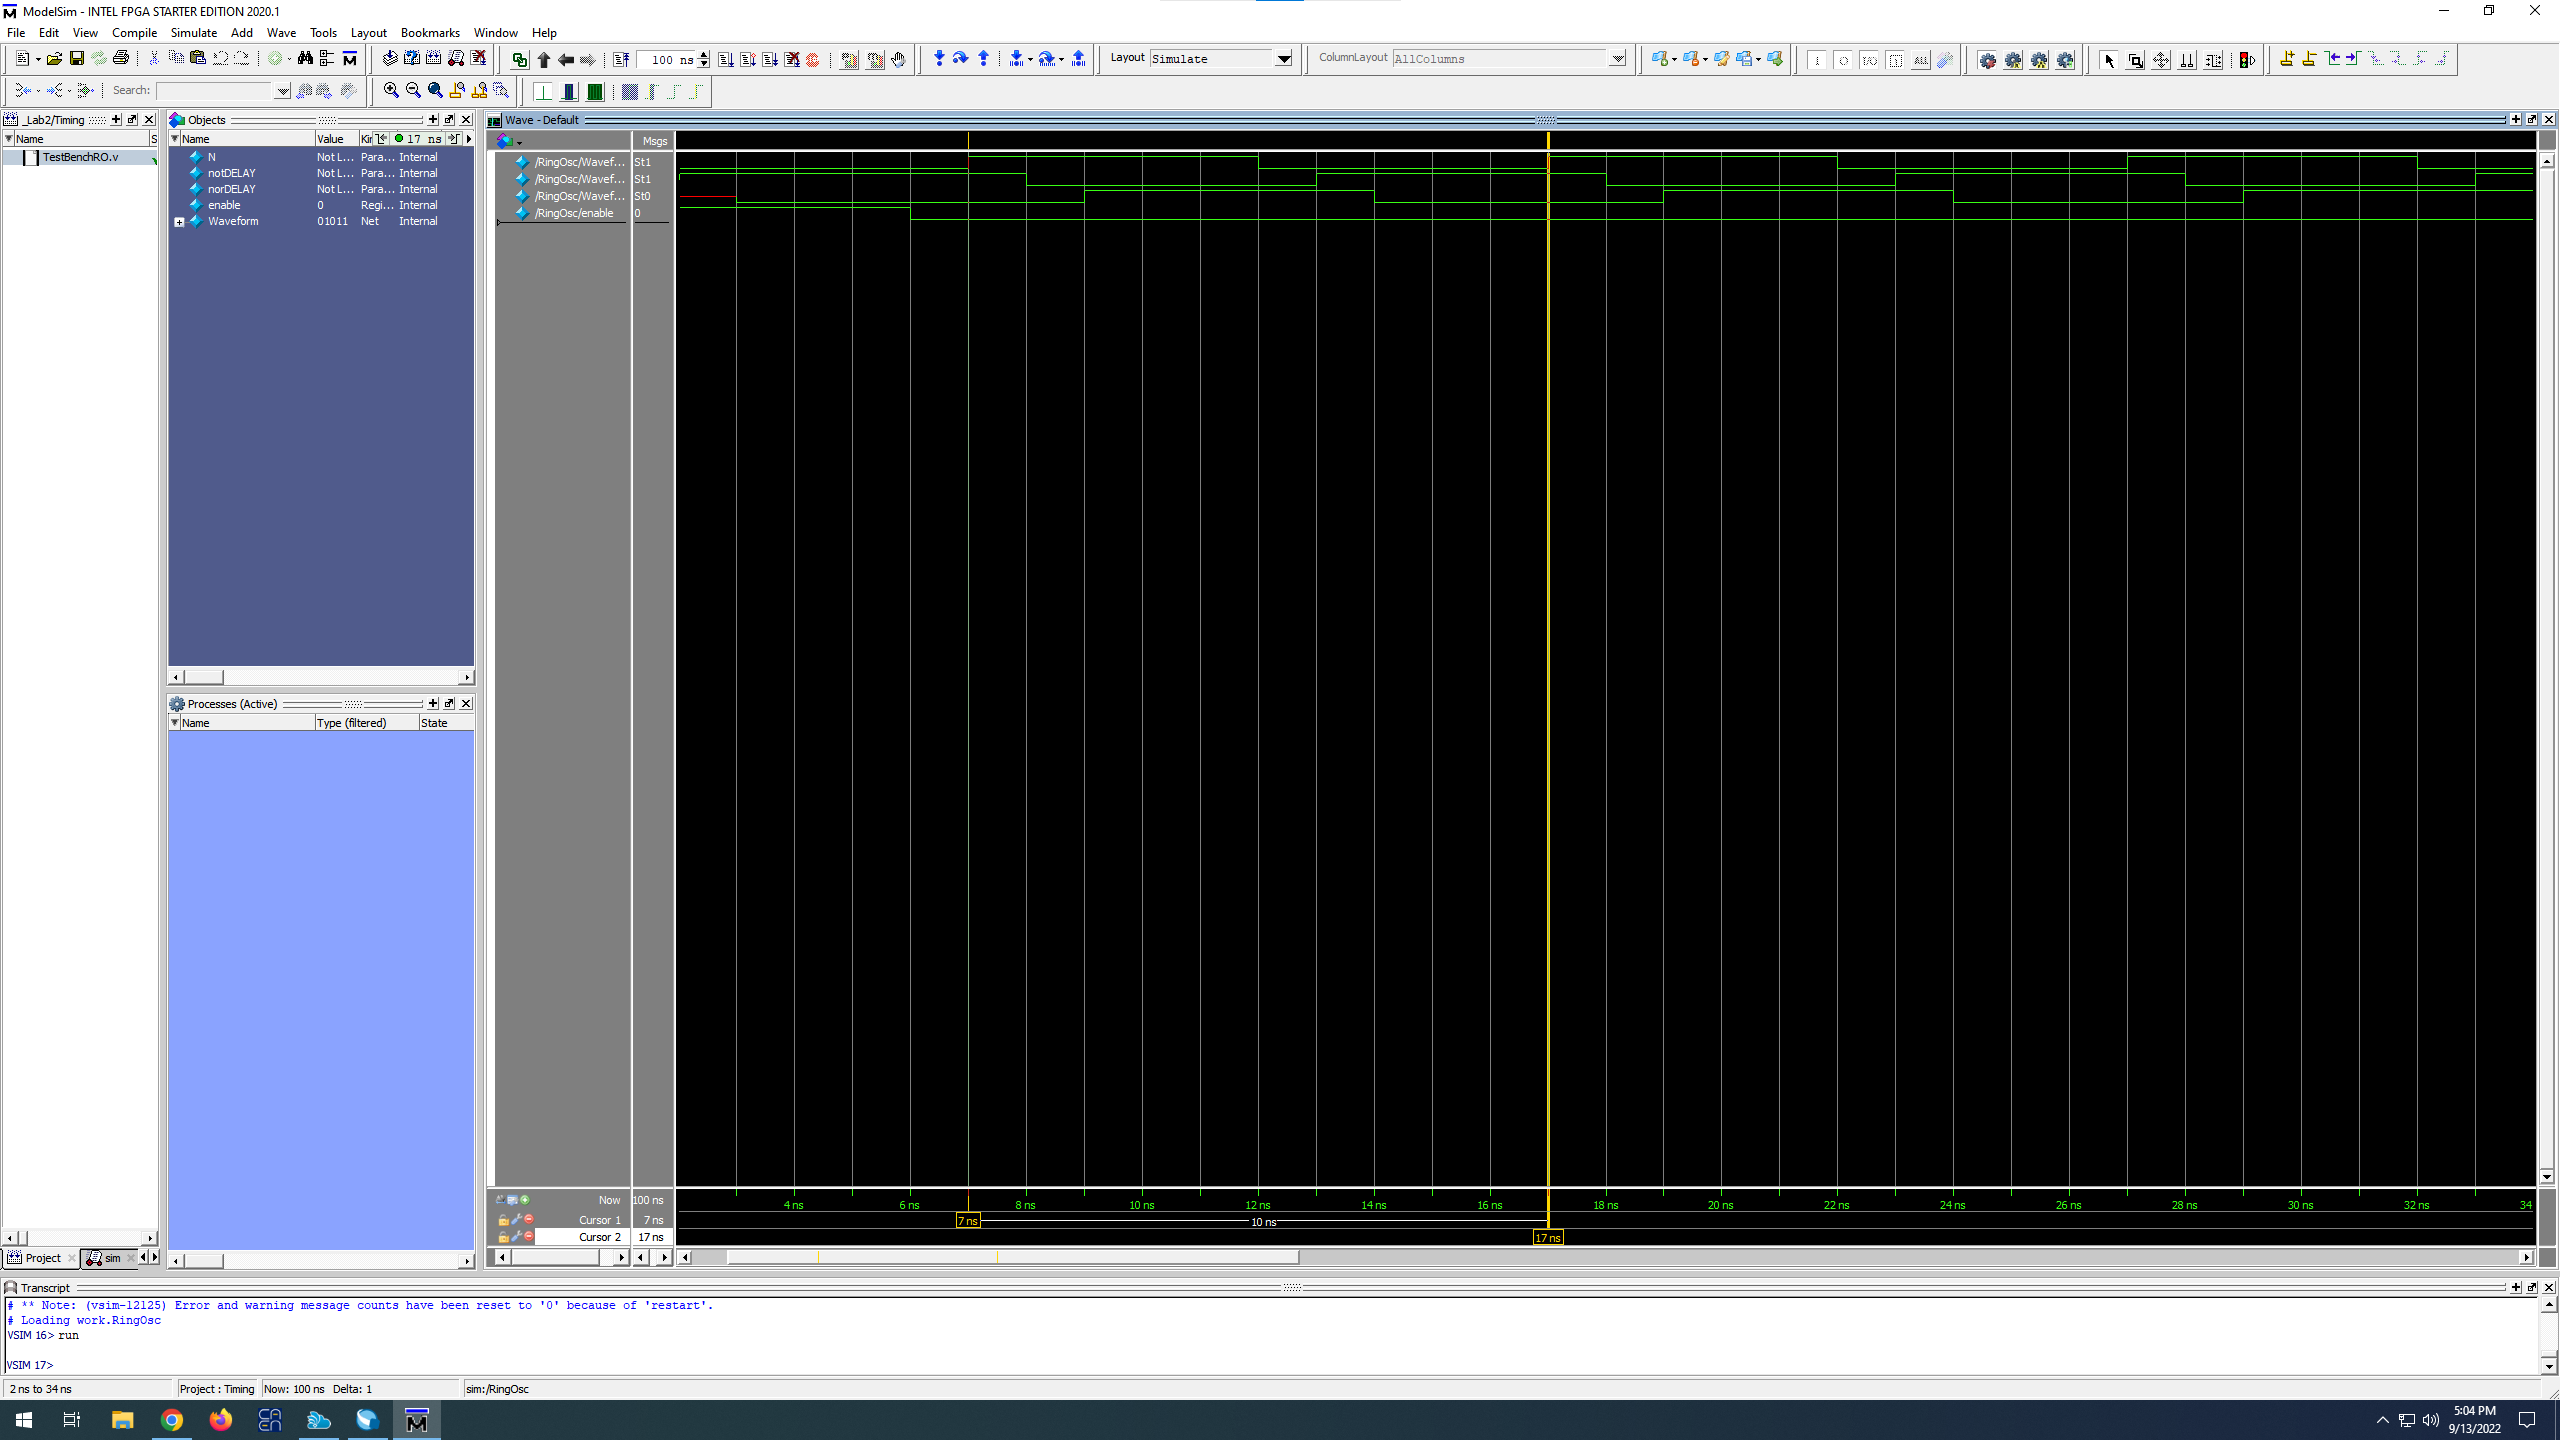 ModelSim - INTEL FPGA STARTER EDITION 2020.1
File Edit View Compile Simulate Add Wave Tools Layout Bookmarks Window Help
100 ns
Layout Simulate
ColumnLayout AllColumns
Search:
_Lab2/Timing
Name S
TestBenchRO.v
Objects
Name Value Kir 17 ns
N Not L... Para... Internal
notDELAY Not L... Para... Internal
norDELAY Not L... Para... Internal
enable 0 Regi... Internal
Waveform 01011 Net Internal
Processes (Active)
Name Type (filtered) State
Wave - Default
Msgs
/RingOsc/Wavef... St1
/RingOsc/Wavef... St1
/RingOsc/Wavef... St0
/RingOsc/enable 0
Now 100 ns
4 ns 6 ns 8 ns 10 ns 12 ns 14 ns 16 ns 18 ns 20 ns 22 ns 24 ns 26 ns 28 ns 30 ns 32 ns 34
Cursor 1 7 ns
7 ns 10 ns
Cursor 2 17 ns
17 ns
Project sim
Transcript
# ** Note: (vsim-12125) Error and warning message counts have been reset to '0' because of 'restart'.
# Loading work.RingOsc
VSIM 16> run
VSIM 17>
2 ns to 34 ns Project : Timing Now: 100 ns Delta: 1 sim:/RingOsc
5:04 PM
9/13/2022